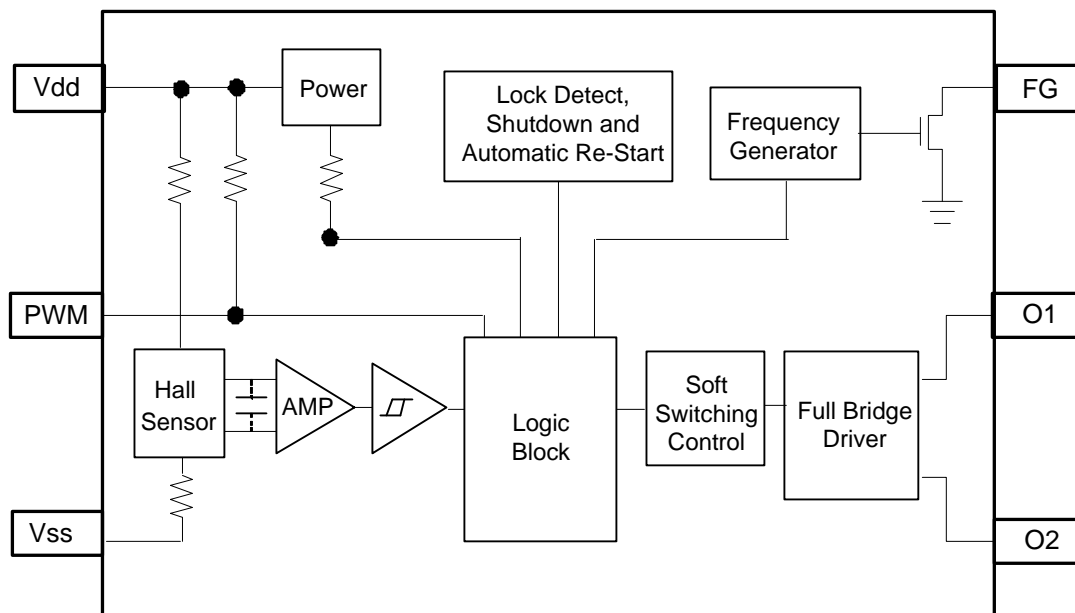 Vdd
Power
Lock Detect,
Shutdown and
Automatic Re-Start
Frequency
Generator
FG
PWM
O1
Hall
Sensor
AMP
Logic
Block
Soft
Switching
Control
Full Bridge
Driver
Vss
O2